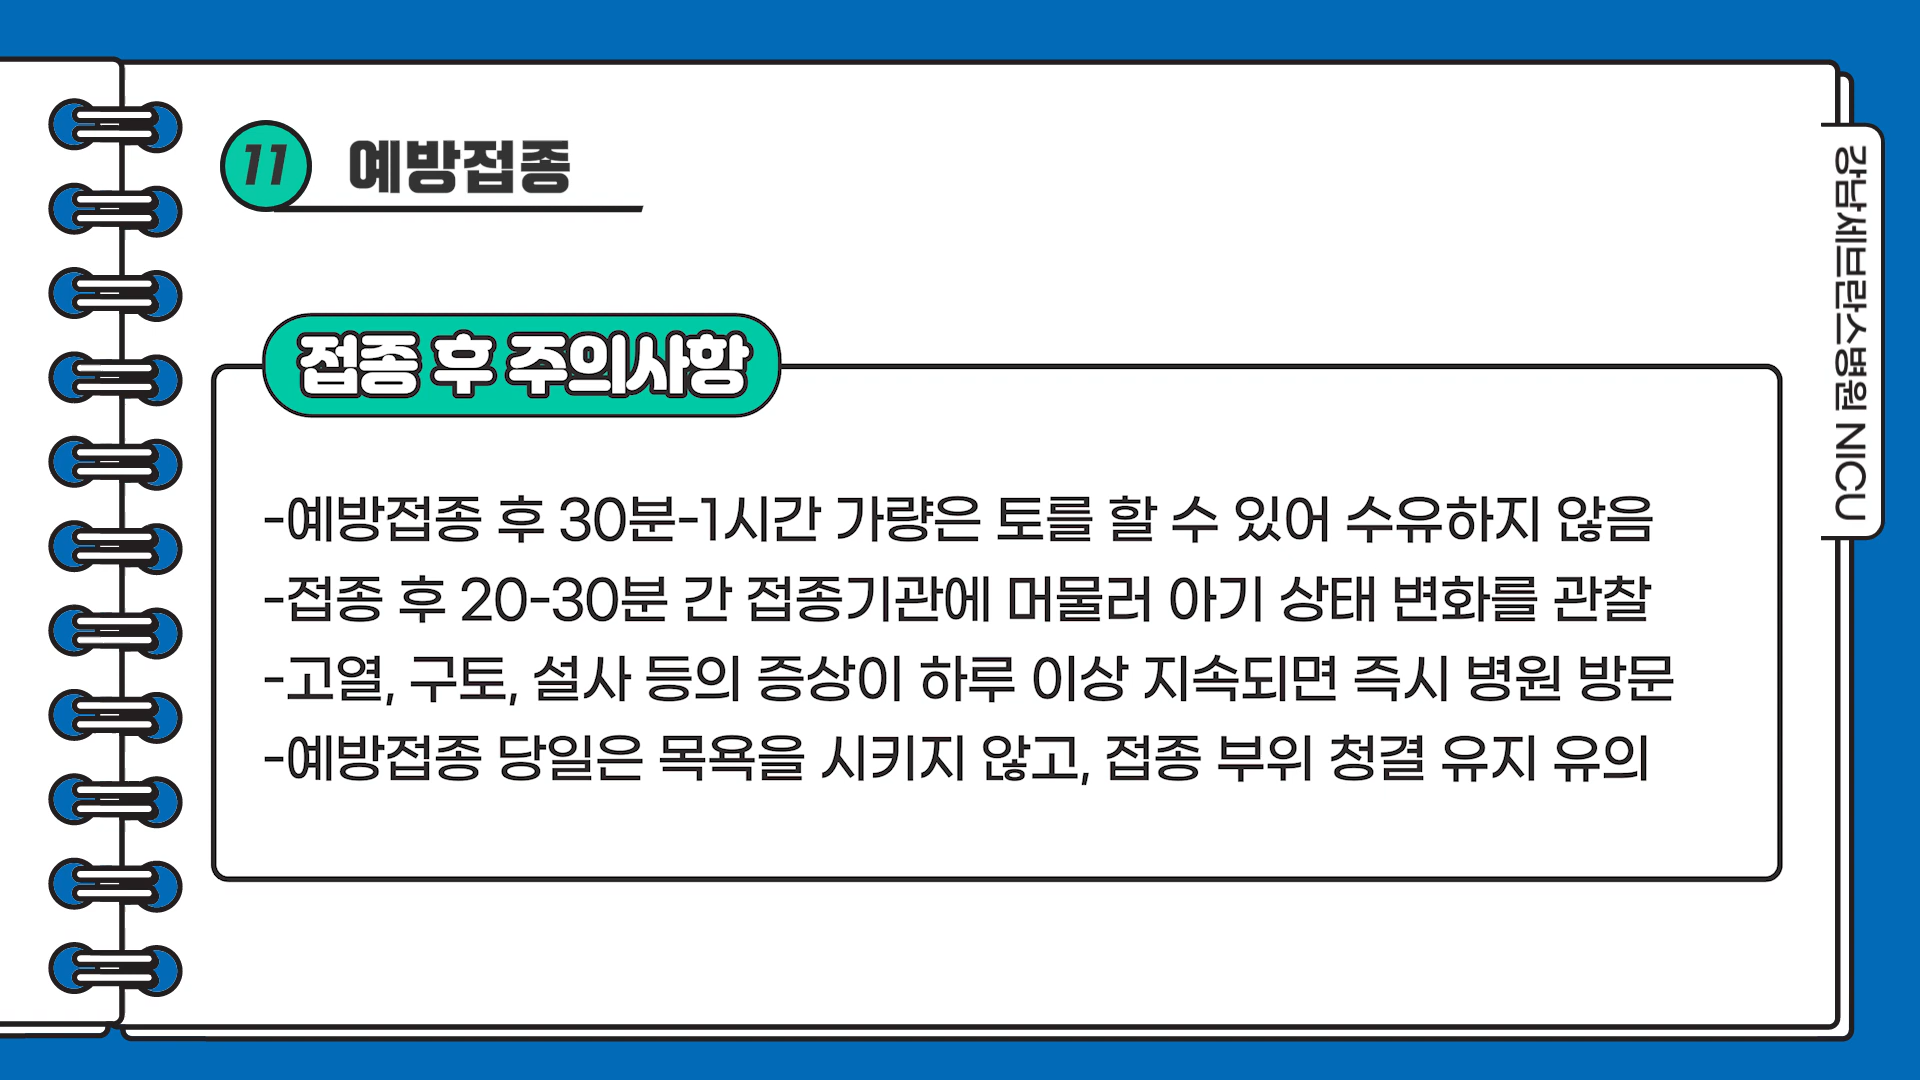 11 예방접종
접종 후 주의사항
-예방접종 후 30분-1시간 가량은 토를 할 수 있어 수유하지 않음
-접종 후 20-30분 간 접종기관에 머물러 아기 상태 변화를 관찰
-고열, 구토, 설사 등의 증상이 하루 이상 지속되면 즉시 병원 방문
-예방접종 당일은 목욕을 시키지 않고, 접종 부위 청결 유지 유의
강남세브란스병원 NICU